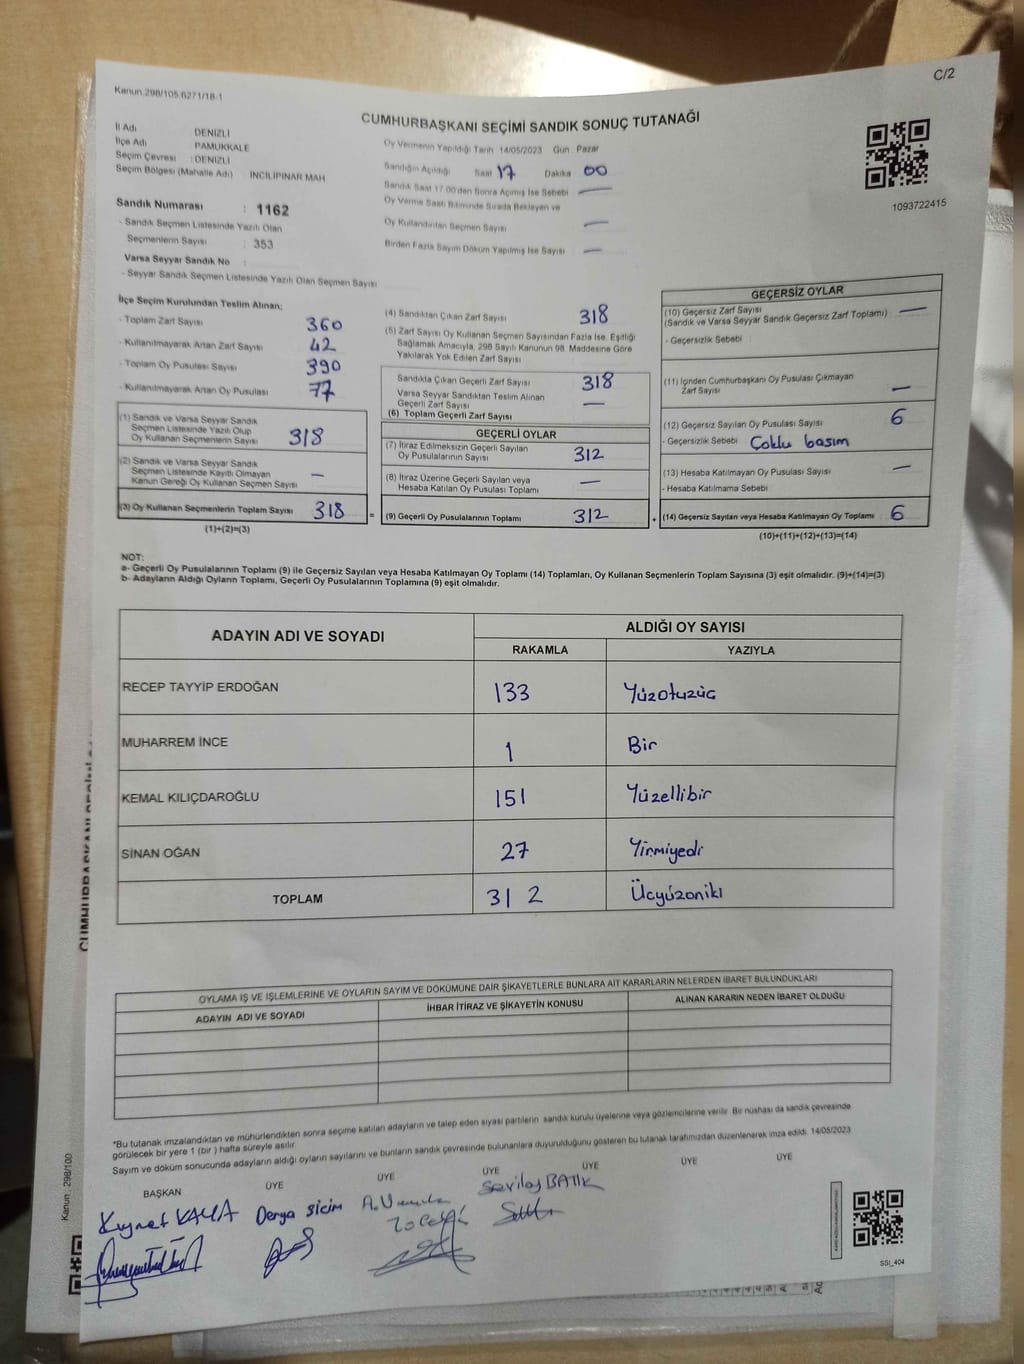 C/2
Kanun.298/105.6271/18-1
CUMHURBAŞKANI SEÇİMİ SANDIK SONUÇ TUTANAĞI
İl Adı DENİZLİ
İlçe Adı PAMUKKALE
Seçim Çevresi : DENİZLİ
Seçim Bölgesi (Mahalle Adı) İNCİLİPINAR MAH
Oy Vermenin Yapıldığı Tarih 14/05/2023 Gün Pazar
Sandığın Açıldığı Saat 17 Dakika 00
Sandık Saat 17.00'den Sonra Açılmış İse Sebebi —
Oy Verme Saati Bitiminde Sırada Bekleyen ve
Oy Kullandırılan Seçmen Sayısı —
Birden Fazla Sayım Döküm Yapılmış İse Sayısı —
1093722415
Sandık Numarası : 1162
- Sandık Seçmen Listesinde Yazılı Olan
Seçmenlerin Sayısı : 353
Varsa Seyyar Sandık No :
- Seyyar Sandık Seçmen Listesinde Yazılı Olan Seçmen Sayısı
İlçe Seçim Kurulundan Teslim Alınan;
- Toplam Zarf Sayısı 360
- Kullanılmayarak Artan Zarf Sayısı 42
- Toplam Oy Pusulası Sayısı 390
- Kullanılmayarak Artan Oy Pusulası 77
(1) Sandık ve Varsa Seyyar Sandık
Seçmen Listesinde Yazılı Olup
Oy Kullanan Seçmenlerin Sayısı 318
(2) Sandık ve Varsa Seyyar Sandık
Seçmen Listesinde Kayıtlı Olmayan
Kanun Gereği Oy Kullanan Seçmen Sayısı —
(3) Oy Kullanan Seçmenlerin Toplam Sayısı 318
(1)+(2)=(3)
=
(4) Sandıktan Çıkan Zarf Sayısı 318
(5) Zarf Sayısı Oy Kullanan Seçmen Sayısından Fazla İse, Eşitliği
Sağlamak Amacıyla, 298 Sayılı Kanunun 98. Maddesine Göre
Yakılarak Yok Edilen Zarf Sayısı
Sandıkta Çıkan Geçerli Zarf Sayısı 318
Varsa Seyyar Sandıktan Teslim Alınan
Geçerli Zarf Sayısı —
(6) Toplam Geçerli Zarf Sayısı
GEÇERLİ OYLAR
(7) İtiraz Edilmeksizin Geçerli Sayılan
Oy Pusulalarının Sayısı 312
(8) İtiraz Üzerine Geçerli Sayılan veya
Hesaba Katılan Oy Pusulası Toplamı —
(9) Geçerli Oy Pusulalarının Toplamı 312
+
GEÇERSİZ OYLAR
(10) Geçersiz Zarf Sayısı
(Sandık ve Varsa Seyyar Sandık Geçersiz Zarf Toplamı) —
- Geçersizlik Sebebi :
(11) İçinden Cumhurbaşkanı Oy Pusulası Çıkmayan
Zarf Sayısı —
(12) Geçersiz Sayılan Oy Pusulası Sayısı 6
- Geçersizlik Sebebi Çoklu basım
(13) Hesaba Katılmayan Oy Pusulası Sayısı —
- Hesaba Katılmama Sebebi
(14) Geçersiz Sayılan veya Hesaba Katılmayan Oy Toplamı 6
(10)+(11)+(12)+(13)=(14)
NOT:
a- Geçerli Oy Pusulalarının Toplamı (9) ile Geçersiz Sayılan veya Hesaba Katılmayan Oy Toplamı (14) Toplamları, Oy Kullanan Seçmenlerin Toplam Sayısına (3) eşit olmalıdır. (9)+(14)=(3)
b- Adayların Aldığı Oyların Toplamı, Geçerli Oy Pusulalarının Toplamına (9) eşit olmalıdır.
ADAYIN ADI VE SOYADI ALDIĞI OY SAYISI
RAKAMLA YAZIYLA
RECEP TAYYİP ERDOĞAN 133 Yüzotuzüç
MUHARREM İNCE 1 Bir
KEMAL KILIÇDAROĞLU 151 Yüzellibir
SİNAN OĞAN 27 Yirmiyedi
TOPLAM 312 Üçyüzoniki
OYLAMA İŞ VE İŞLEMLERİNE VE OYLARIN SAYIM VE DÖKÜMÜNE DAİR ŞİKAYETLERLE BUNLARA AİT KARARLARIN NELERDEN İBARET BULUNDUKLARI
ADAYIN ADI VE SOYADI İHBAR İTİRAZ VE ŞİKAYETİN KONUSU ALINAN KARARIN NEDEN İBARET OLDUĞU
*Bu tutanak imzalandıktan ve mühürlendikten sonra seçime katılan adayların ve talep eden siyasi partilerin sandık kurulu üyelerine veya gözlemcilerine verilir. Bir nüshası da sandık çevresinde
görülecek bir yere 1 (bir) hafta süreyle asılır.
Sayım ve döküm sonucunda adayların aldığı oyların sayılarını ve bunların sandık çevresinde bulunanlara duyurulduğunu gösteren bu tutanak tarafımızdan düzenlenerek imza edildi. 14/05/2023
BAŞKAN ÜYE ÜYE ÜYE ÜYE ÜYE ÜYE
Kıymet KAYA Derya Sicim Sevilay BATIK
SSİ_404
Kanun : 298/100